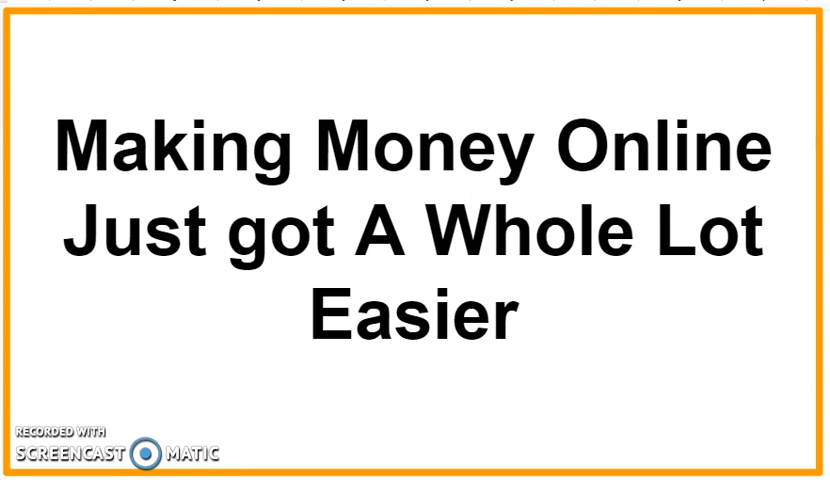 Making Money Online
Just got A Whole Lot
Easier
RECORDED WITH
SCREENCAST MATIC